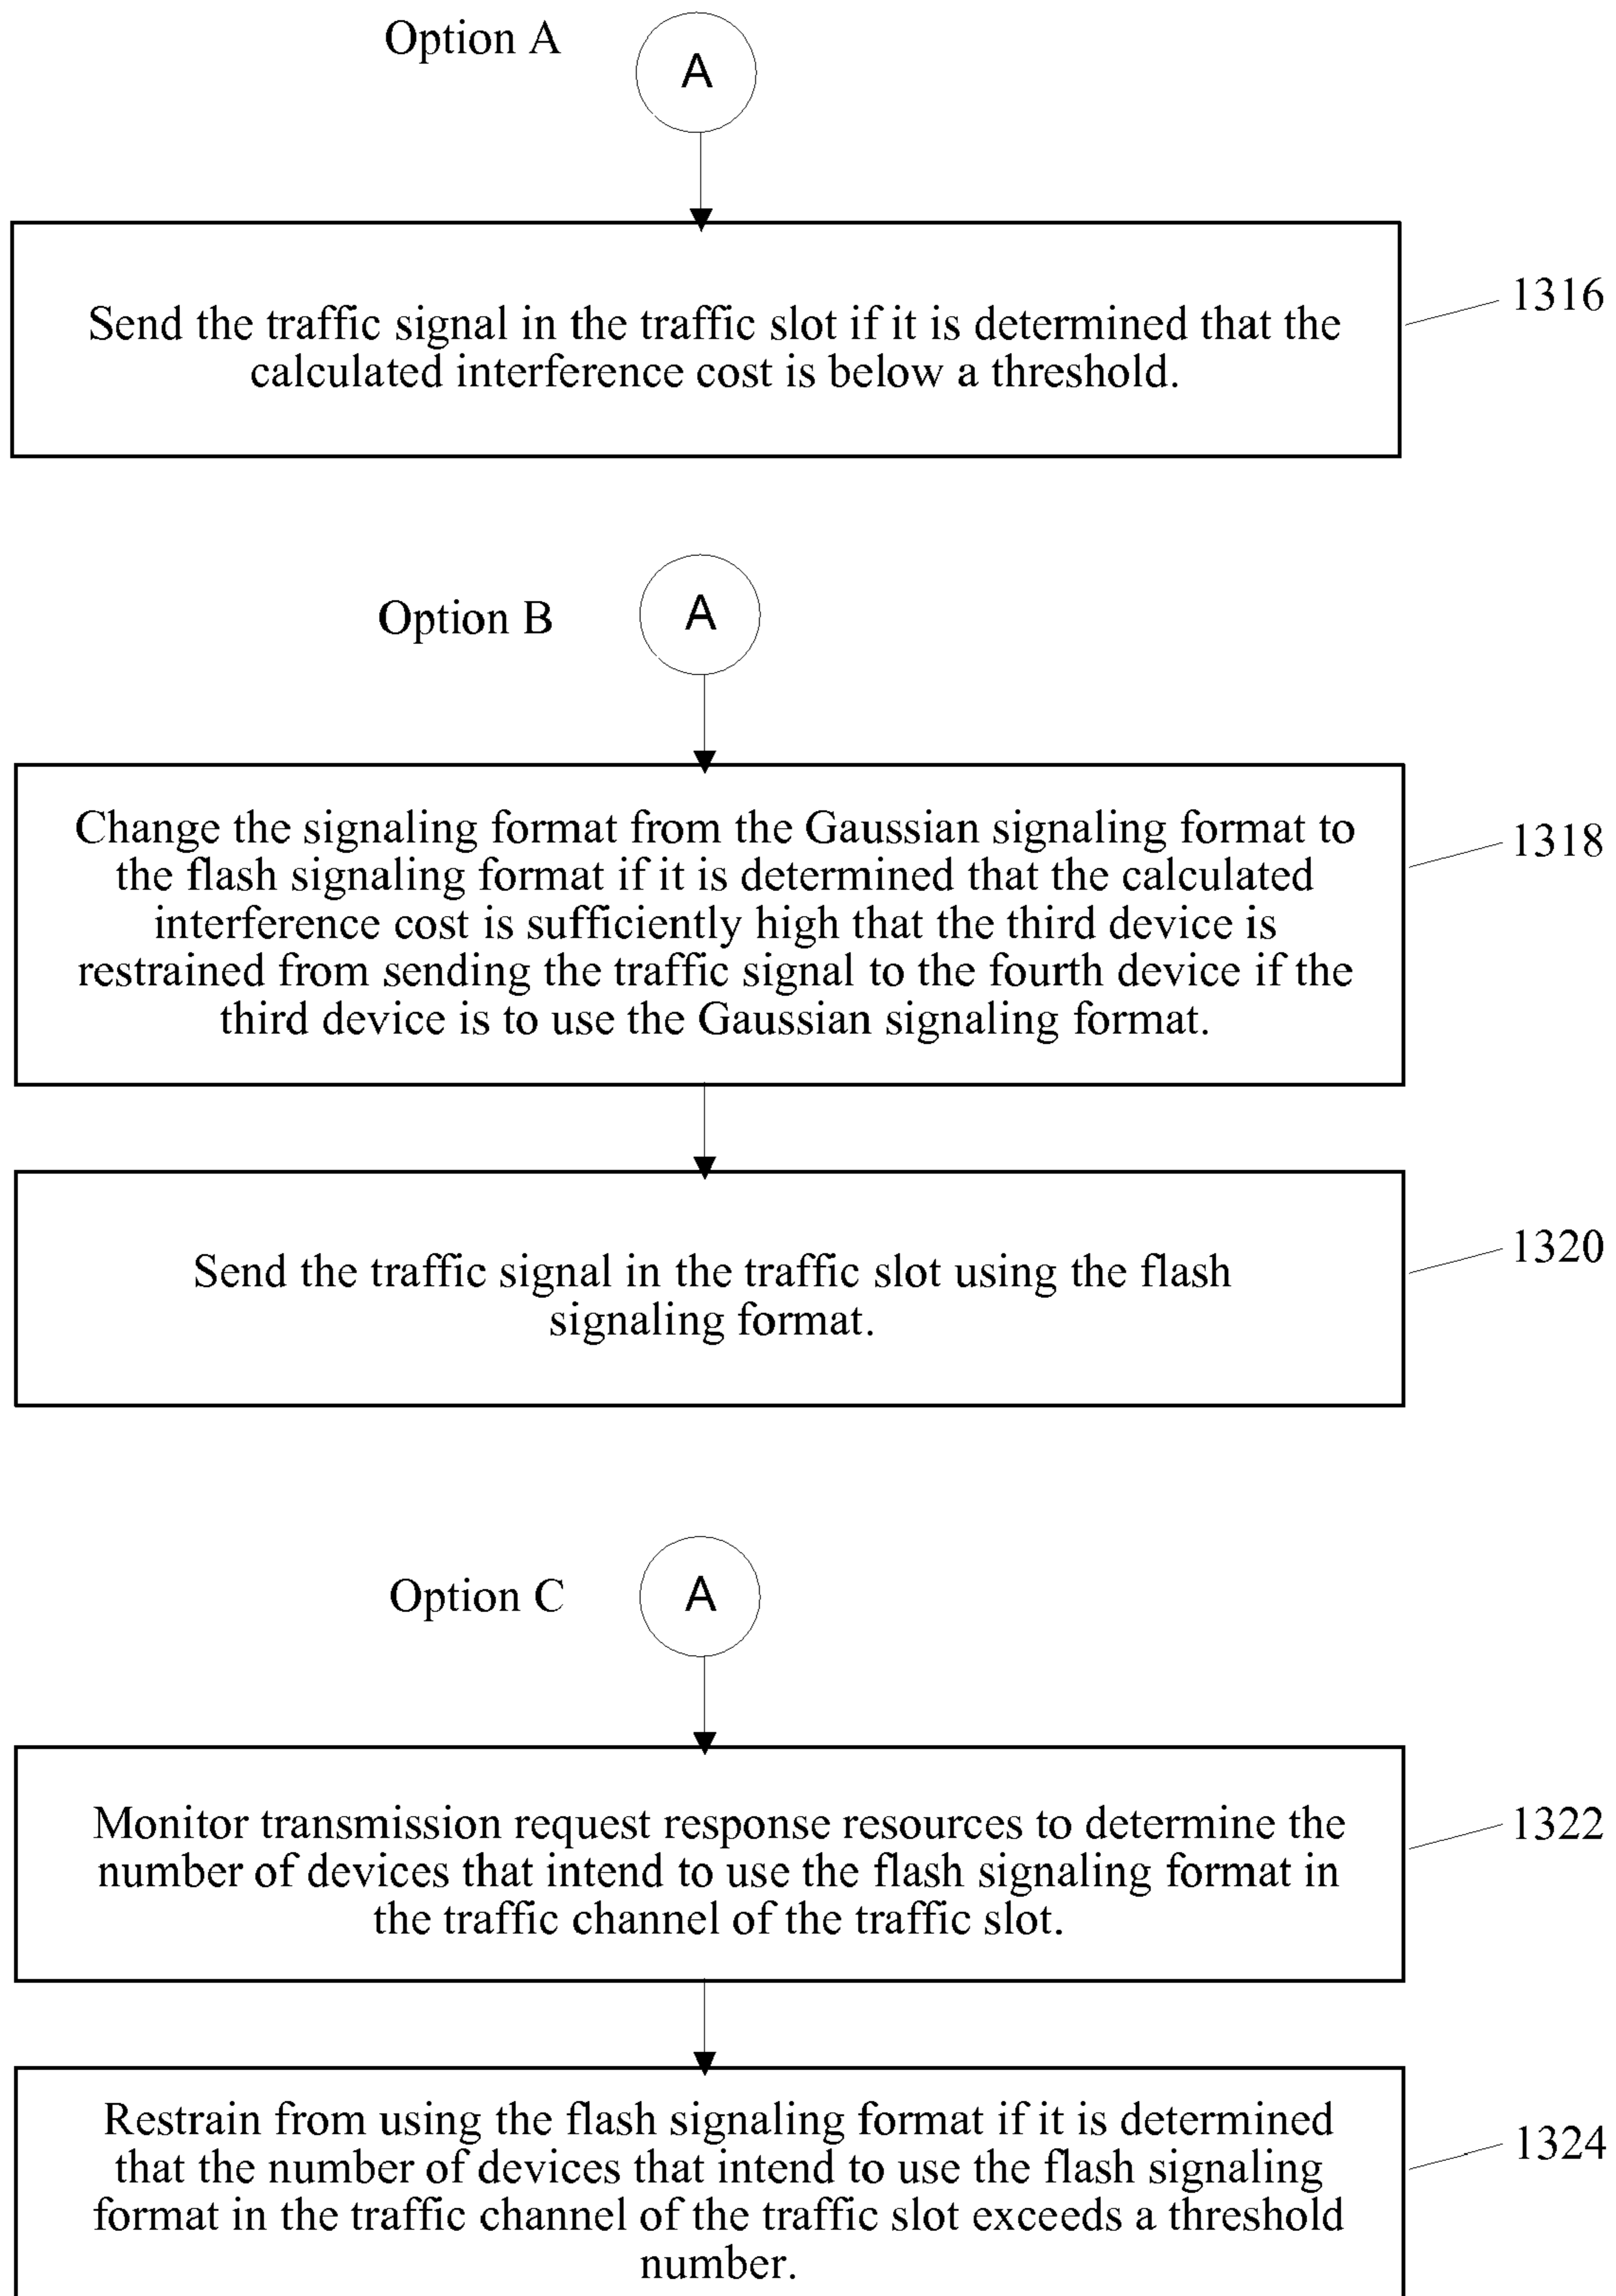 Option A
A
Send the traffic signal in the traffic slot if it is determined that the
calculated interference cost is below a threshold.
1316
Option B
A
Change the signaling format from the Gaussian signaling format to
the flash signaling format if it is determined that the calculated
interference cost is sufficiently high that the third device is
restrained from sending the traffic signal to the fourth device if the
third device is to use the Gaussian signaling format.
1318
Send the traffic signal in the traffic slot using the flash
signaling format.
1320
Option C
A
Monitor transmission request response resources to determine the
number of devices that intend to use the flash signaling format in
the traffic channel of the traffic slot.
1322
Restrain from using the flash signaling format if it is determined
that the number of devices that intend to use the flash signaling
format in the traffic channel of the traffic slot exceeds a threshold
number.
1324